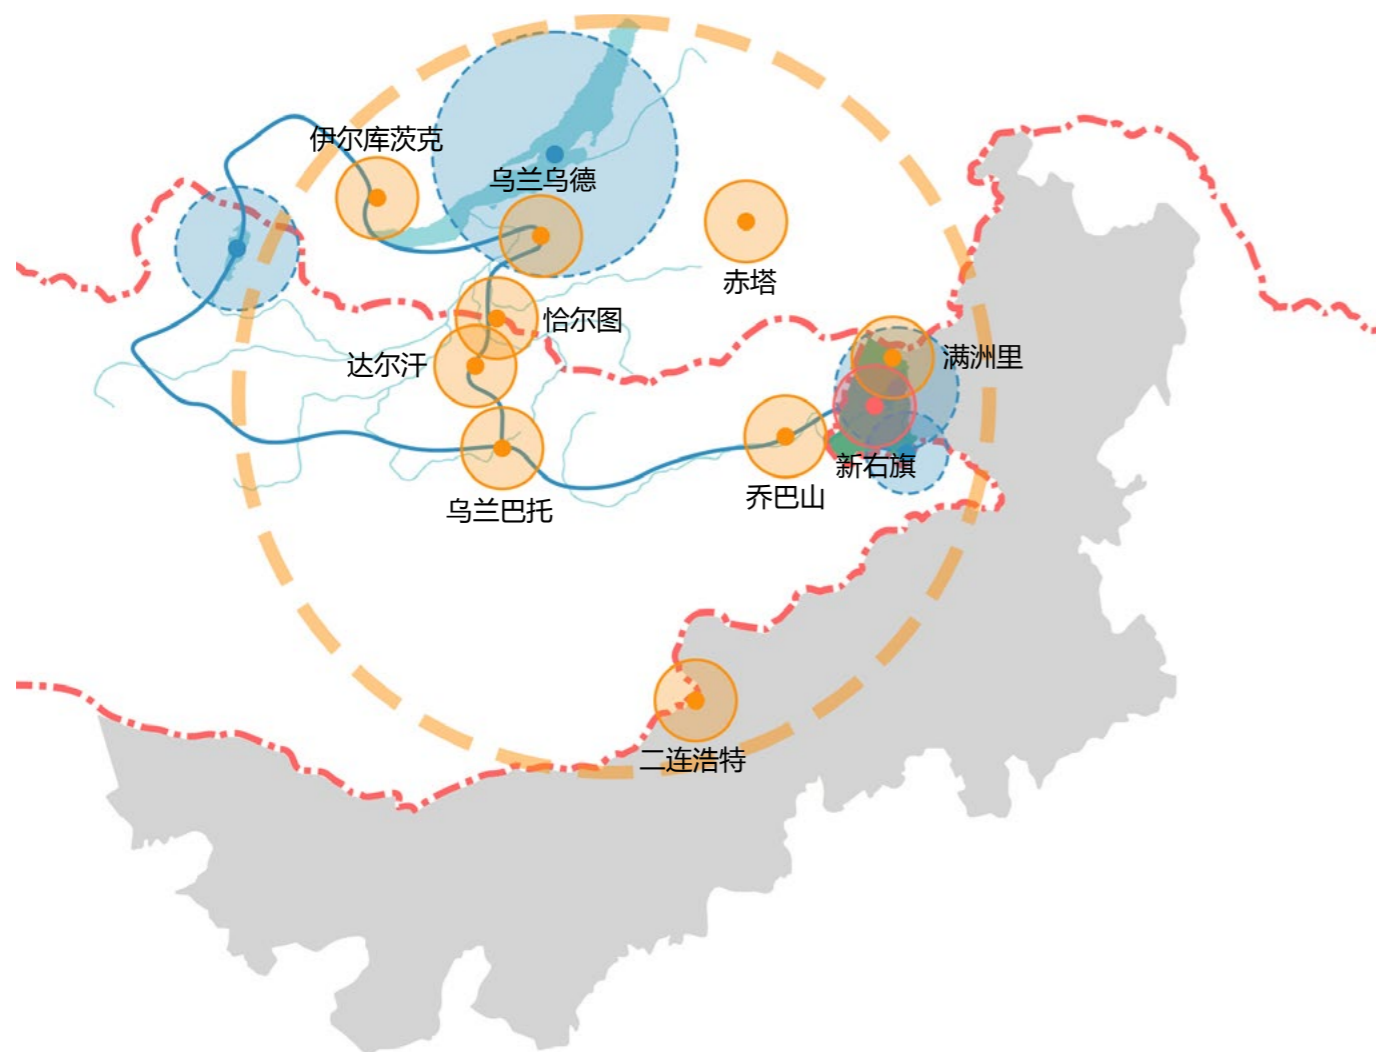 伊尔库茨克
乌兰乌德
赤塔
恰尔图
达尔汗
满洲里
新右旗
乔巴山
乌兰巴托
二连浩特